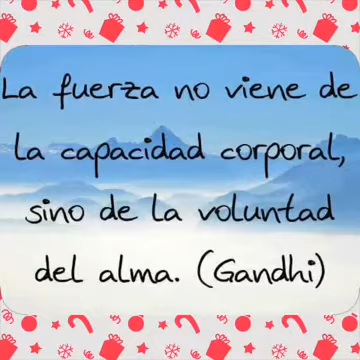 La fuerza no viene de
la capacidad corporal,
sino de la voluntad
del alma. (Gandhi)